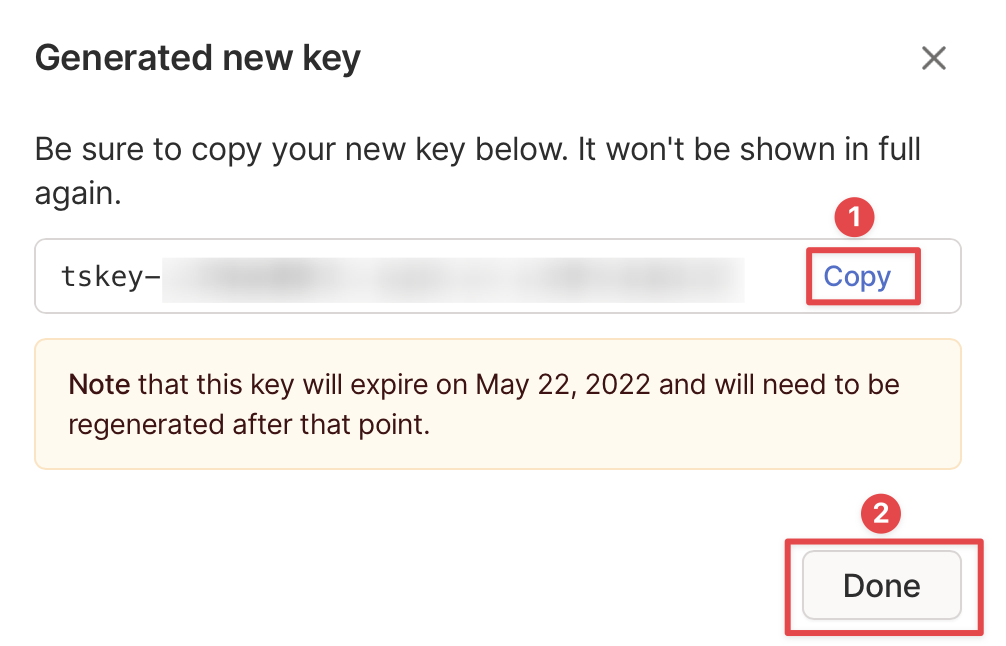 Generated new key
Be sure to copy your new key below. It won't be shown in full
again.
1
tskey-
Copy
Note that this key will expire on May 22, 2022 and will need to be
regenerated after that point.
2
Done